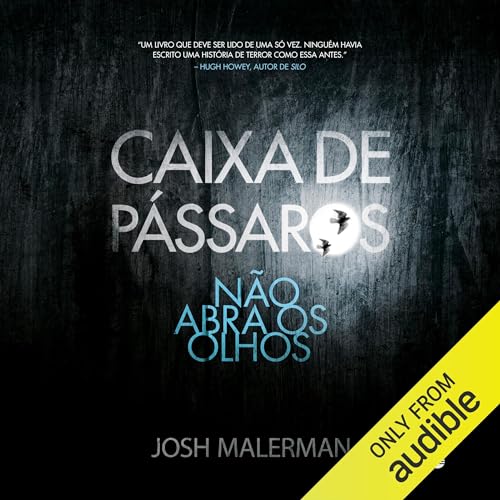 “UM LIVRO QUE DEVE SER LIDO DE UMA SÓ VEZ. NINGUÉM HAVIA
ESCRITO UMA HISTÓRIA DE TERROR COMO ESSA ANTES.”
– HUGH HOWEY, AUTOR DE SILO
CAIXA DE
PÁSSAROS
NÃO
ABRA OS
OLHOS
JOSH MALERMAN
ONLY FROM
audible